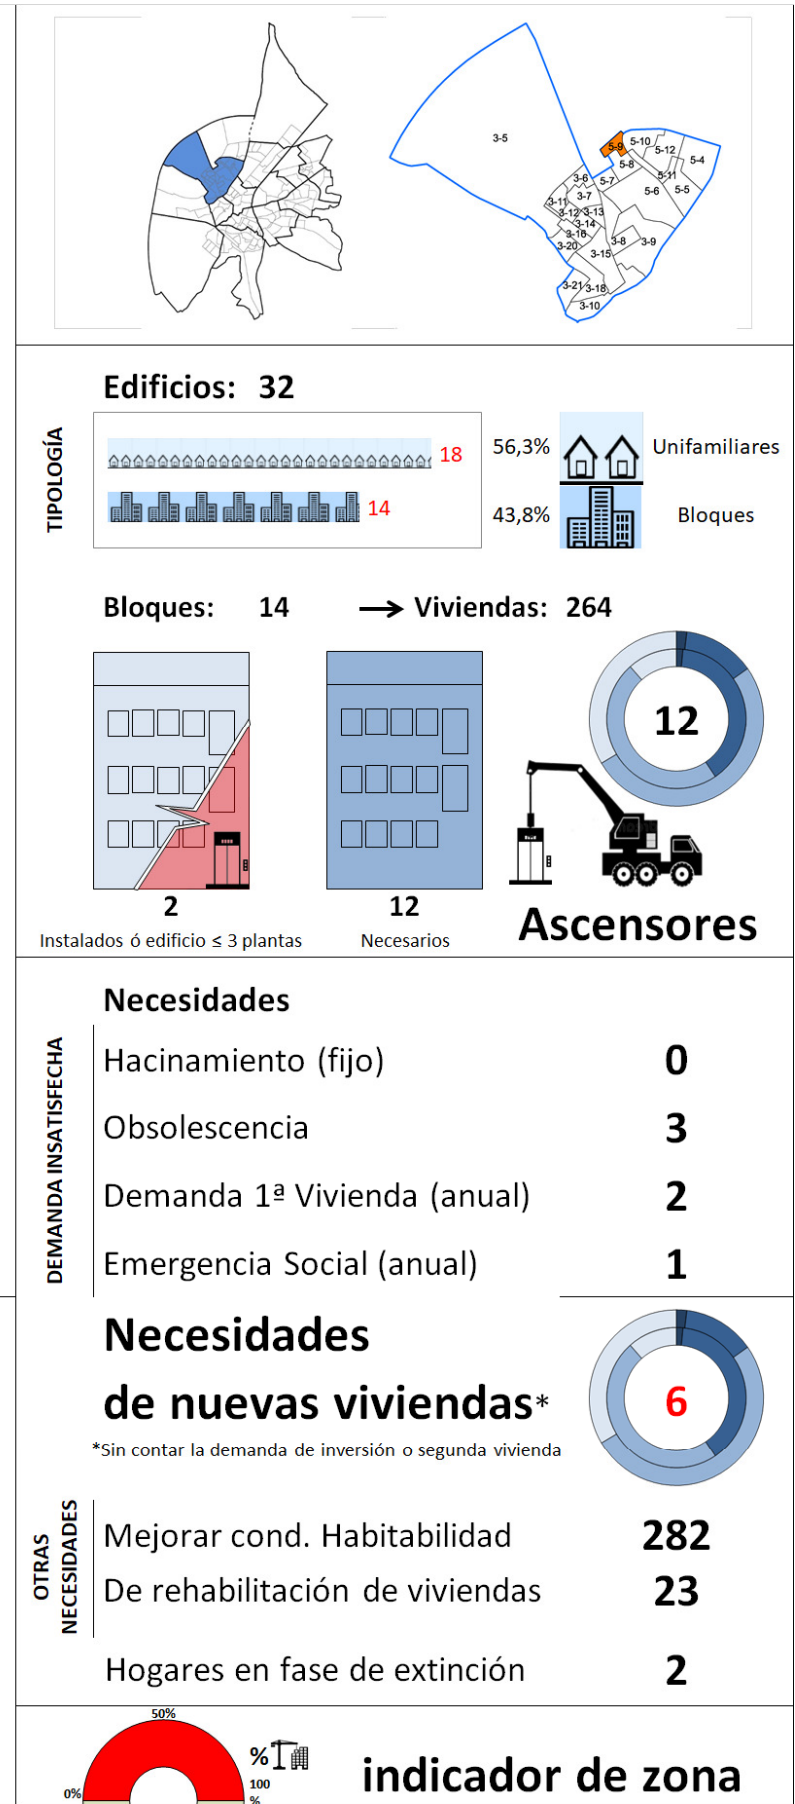 3-5
5-9
5-10
5-12
5-8
5-4
5-11
3-6
5-7
5-6
5-5
3-7
3-11
3-12
3-13
3-14
3-16
3-20
3-8
3-9
3-15
3-21
3-18
3-10
TIPOLOGÍA
Edificios: 32
18
56,3%
Unifamiliares
14
43,8%
Bloques
Bloques: 14 → Viviendas: 264
12
2
12
Instalados ó edificio ≤ 3 plantas
Necesarios
Ascensores
DEMANDA INSATISFECHA
Necesidades
Hacinamiento (fijo) 0
Obsolescencia 3
Demanda 1ª Vivienda (anual) 2
Emergencia Social (anual) 1
Necesidades
de nuevas viviendas*
6
*Sin contar la demanda de inversión o segunda vivienda
OTRAS
NECESIDADES
Mejorar cond. Habitabilidad 282
De rehabilitación de viviendas 23
Hogares en fase de extinción 2
50%
%
0%
100
%
indicador de zona